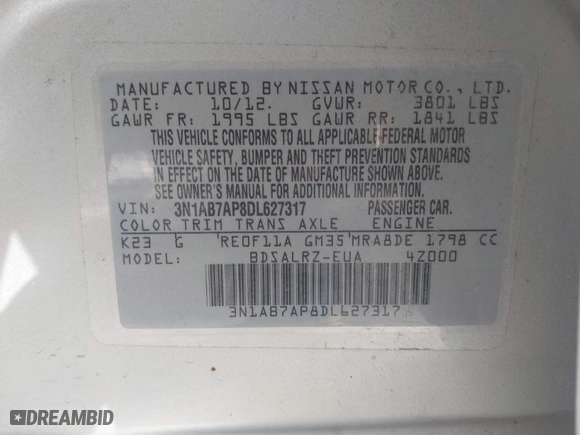 MANUFACTURED BY NISSAN MOTOR CO., LTD.
DATE: 10/12. GVWR: 3801 LBS
GAWR FR: 1995 LBS GAWR RR: 1841 LBS
THIS VEHICLE CONFORMS TO ALL APPLICABLE FEDERAL MOTOR
VEHICLE SAFETY, BUMPER AND THEFT PREVENTION STANDARDS
IN EFFECT ON THE DATE OF MANUFACTURE SHOWN ABOVE.
SEE OWNER'S MANUAL FOR ADDITIONAL INFORMATION.
VIN: 3N1AB7AP8DL627317 PASSENGER CAR.
COLOR TRIM TRANS AXLE ENGINE
K23 G RE0F11A GM35 MRA8DE 1798 CC
BDSALRZ-EUA 4Z000
3N1AB7AP8DL627317
DREAMBID